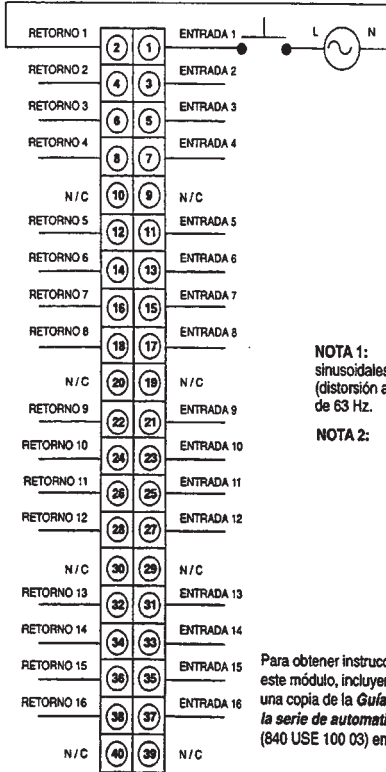 RETORNO 1 2 1 ENTRADA 1 L N
RETORNO 2 4 3 ENTRADA 2
RETORNO 3 6 5 ENTRADA 3
RETORNO 4 8 7 ENTRADA 4
N/C 10 9 N/C
RETORNO 5 12 11 ENTRADA 5
RETORNO 6 14 13 ENTRADA 6
RETORNO 7 16 15 ENTRADA 7
RETORNO 8 18 17 ENTRADA 8
N/C 20 19 N/C
RETORNO 9 22 21 ENTRADA 9
RETORNO 10 24 23 ENTRADA 10
RETORNO 11 26 25 ENTRADA 11
RETORNO 12 28 27 ENTRADA 12
N/C 30 29 N/C
RETORNO 13 32 31 ENTRADA 13
RETORNO 14 34 33 ENTRADA 14
RETORNO 15 36 35 ENTRADA 15
RETORNO 16 38 37 ENTRADA 16
N/C 40 39 N/C
NOTA 1:
sinusoidales
(distorsión a
de 63 Hz.
NOTA 2:
Para obtener instrucc
este módulo, incluyen
una copia de la Guía
la serie de automati
(840 USE 100 03) en